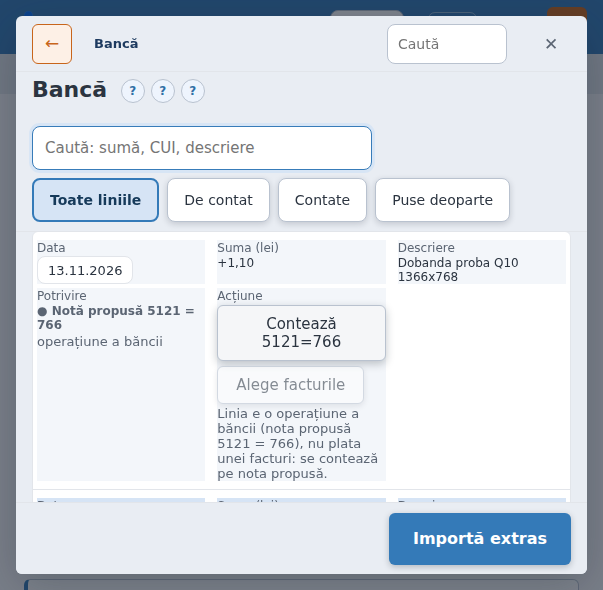 ←
Bancă
Caută
✕
Bancă
? ? ?
Caută: sumă, CUI, descriere
Toate liniile
De contat
Contate
Puse deoparte
Data
13.11.2026
Suma (lei)
+1,10
Descriere
Dobanda proba Q10
1366x768
Potrivire
● Notă propusă 5121 =
766
operațiune a băncii
Acțiune
Contează
5121=766
Alege facturile
Linia e o operațiune a
băncii (nota propusă
5121 = 766), nu plata
unei facturi: se contează
pe nota propusă.
Importă extras